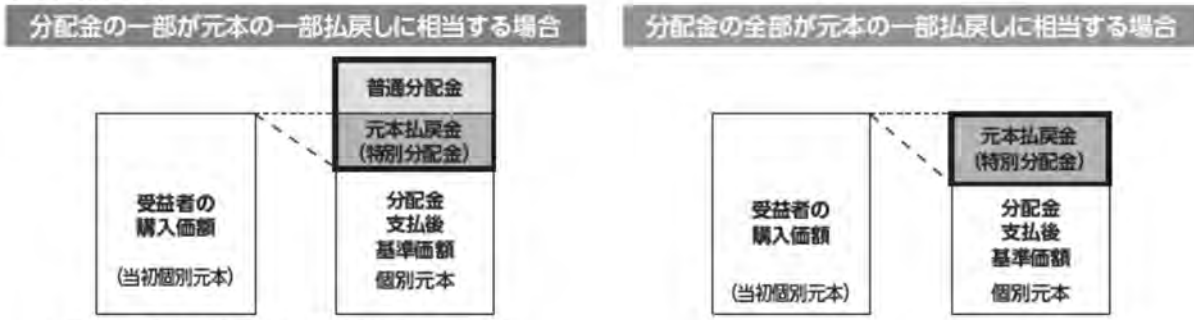 分配金の一部が元本の一部払戻しに相当する場合
普通分配金
元本払戻金
(特別分配金)
受益者の
購入価額
(当初個別元本)
分配金
支払後
基準価額
個別元本
分配金の全部が元本の一部払戻しに相当する場合
元本払戻金
(特別分配金)
受益者の
購入価額
(当初個別元本)
分配金
支払後
基準価額
個別元本